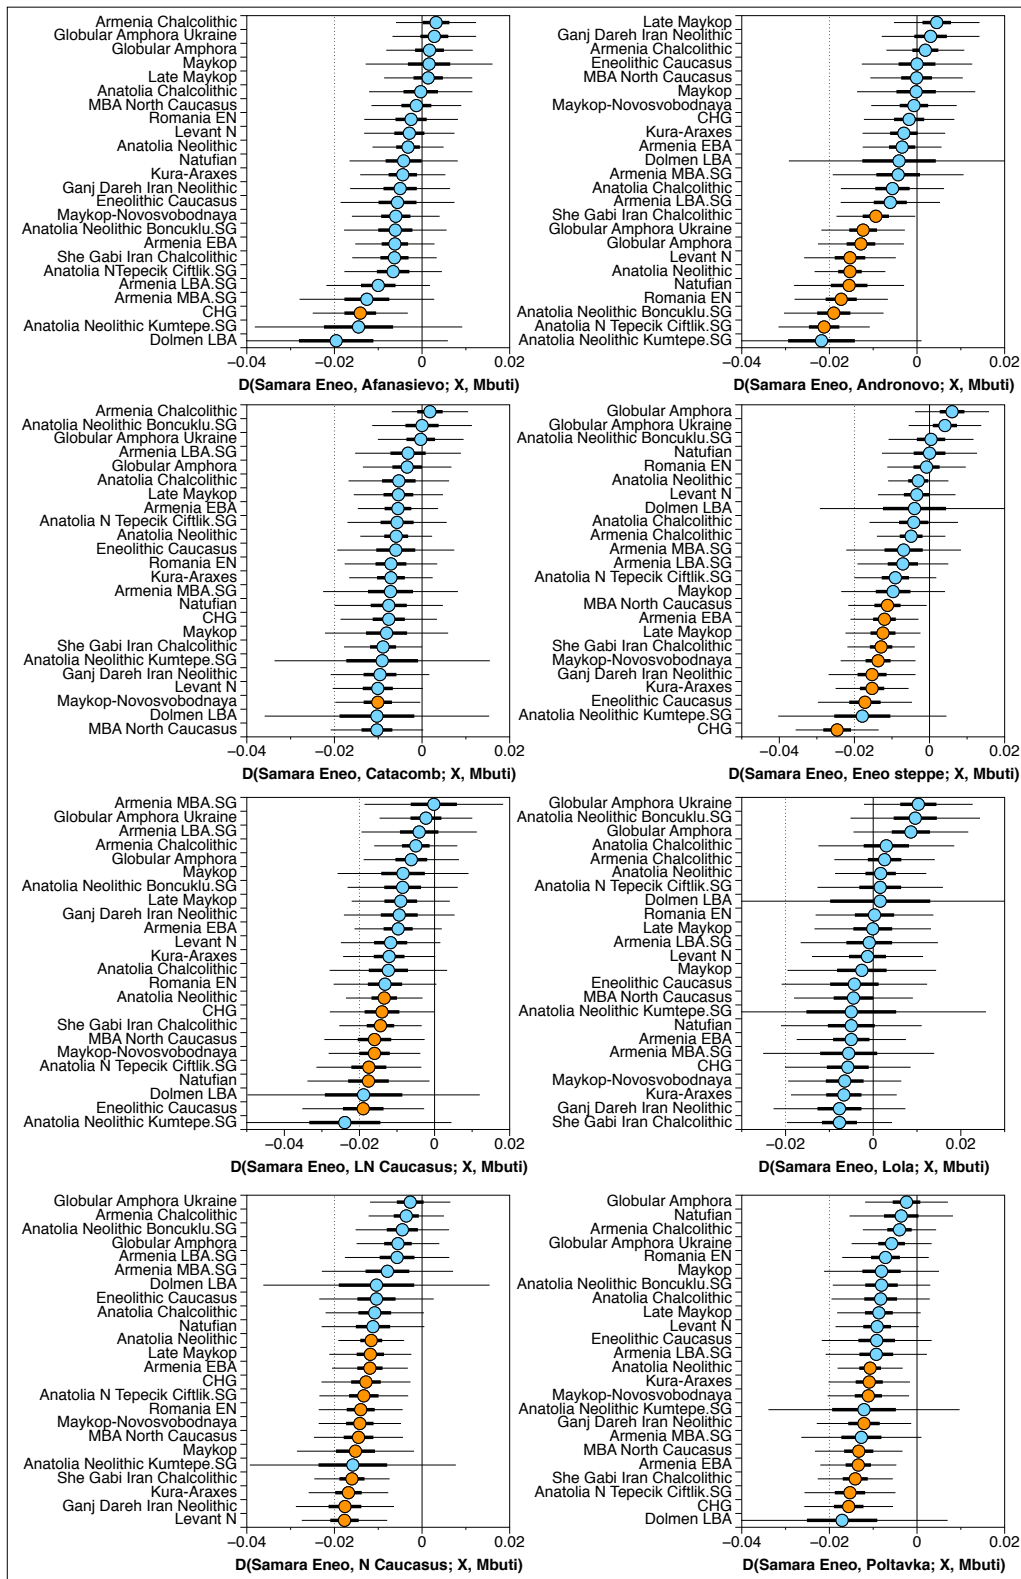 Armenia Chalcolithic
Globular Amphora Ukraine
Globular Amphora
Maykop
Late Maykop
Anatolia Chalcolithic
MBA North Caucasus
Romania EN
Levant N
Anatolia Neolithic
Natufian
Kura-Araxes
Ganj Dareh Iran Neolithic
Eneolithic Caucasus
Maykop-Novosvobodnaya
Anatolia Neolithic Boncuklu.SG
Armenia EBA
She Gabi Iran Chalcolithic
Anatolia NTepecik Ciftlik.SG
Armenia LBA.SG
Armenia MBA.SG
CHG
Anatolia Neolithic Kumtepe.SG
Dolmen LBA
−0.04 −0.02 0 0.02
D(Samara Eneo, Afanasievo; X, Mbuti)
Late Maykop
Ganj Dareh Iran Neolithic
Armenia Chalcolithic
Eneolithic Caucasus
MBA North Caucasus
Maykop
Maykop-Novosvobodnaya
CHG
Kura-Araxes
Armenia EBA
Dolmen LBA
Armenia MBA.SG
Anatolia Chalcolithic
Armenia LBA.SG
She Gabi Iran Chalcolithic
Globular Amphora Ukraine
Globular Amphora
Levant N
Anatolia Neolithic
Natufian
Romania EN
Anatolia Neolithic Boncuklu.SG
Anatolia N Tepecik Ciftlik.SG
Anatolia Neolithic Kumtepe.SG
−0.04 −0.02 0 0.02
D(Samara Eneo, Andronovo; X, Mbuti)
Armenia Chalcolithic
Anatolia Neolithic Boncuklu.SG
Globular Amphora Ukraine
Armenia LBA.SG
Globular Amphora
Anatolia Chalcolithic
Late Maykop
Armenia EBA
Anatolia N Tepecik Ciftlik.SG
Anatolia Neolithic
Eneolithic Caucasus
Romania EN
Kura-Araxes
Armenia MBA.SG
Natufian
CHG
Maykop
She Gabi Iran Chalcolithic
Anatolia Neolithic Kumtepe.SG
Ganj Dareh Iran Neolithic
Levant N
Maykop-Novosvobodnaya
Dolmen LBA
MBA North Caucasus
−0.04 −0.02 0 0.02
D(Samara Eneo, Catacomb; X, Mbuti)
Globular Amphora
Globular Amphora Ukraine
Anatolia Neolithic Boncuklu.SG
Natufian
Romania EN
Anatolia Neolithic
Levant N
Dolmen LBA
Anatolia Chalcolithic
Armenia Chalcolithic
Armenia MBA.SG
Armenia LBA.SG
Anatolia N Tepecik Ciftlik.SG
Maykop
MBA North Caucasus
Armenia EBA
Late Maykop
She Gabi Iran Chalcolithic
Maykop-Novosvobodnaya
Ganj Dareh Iran Neolithic
Kura-Araxes
Eneolithic Caucasus
Anatolia Neolithic Kumtepe.SG
CHG
−0.04 −0.02 0 0.02
D(Samara Eneo, Eneo steppe; X, Mbuti)
Armenia MBA.SG
Globular Amphora Ukraine
Armenia LBA.SG
Armenia Chalcolithic
Globular Amphora
Maykop
Anatolia Neolithic Boncuklu.SG
Late Maykop
Ganj Dareh Iran Neolithic
Armenia EBA
Levant N
Kura-Araxes
Anatolia Chalcolithic
Romania EN
Anatolia Neolithic
CHG
She Gabi Iran Chalcolithic
MBA North Caucasus
Maykop-Novosvobodnaya
Anatolia N Tepecik Ciftlik.SG
Natufian
Dolmen LBA
Eneolithic Caucasus
Anatolia Neolithic Kumtepe.SG
−0.04 −0.02 0 0.02
D(Samara Eneo, LN Caucasus; X, Mbuti)
Globular Amphora Ukraine
Anatolia Neolithic Boncuklu.SG
Globular Amphora
Anatolia Chalcolithic
Armenia Chalcolithic
Anatolia Neolithic
Anatolia N Tepecik Ciftlik.SG
Dolmen LBA
Romania EN
Late Maykop
Armenia LBA.SG
Levant N
Maykop
Eneolithic Caucasus
MBA North Caucasus
Anatolia Neolithic Kumtepe.SG
Natufian
Armenia EBA
Armenia MBA.SG
CHG
Maykop-Novosvobodnaya
Kura-Araxes
Ganj Dareh Iran Neolithic
She Gabi Iran Chalcolithic
−0.02 0 0.02
D(Samara Eneo, Lola; X, Mbuti)
Globular Amphora Ukraine
Armenia Chalcolithic
Anatolia Neolithic Boncuklu.SG
Globular Amphora
Armenia LBA.SG
Armenia MBA.SG
Dolmen LBA
Eneolithic Caucasus
Anatolia Chalcolithic
Natufian
Anatolia Neolithic
Late Maykop
Armenia EBA
CHG
Anatolia N Tepecik Ciftlik.SG
Romania EN
Maykop-Novosvobodnaya
MBA North Caucasus
Maykop
Anatolia Neolithic Kumtepe.SG
She Gabi Iran Chalcolithic
Kura-Araxes
Ganj Dareh Iran Neolithic
Levant N
−0.04 −0.02 0 0.02
D(Samara Eneo, N Caucasus; X, Mbuti)
Globular Amphora
Natufian
Armenia Chalcolithic
Globular Amphora Ukraine
Romania EN
Maykop
Anatolia Neolithic Boncuklu.SG
Anatolia Chalcolithic
Late Maykop
Levant N
Eneolithic Caucasus
Armenia LBA.SG
Anatolia Neolithic
Kura-Araxes
Maykop-Novosvobodnaya
Anatolia Neolithic Kumtepe.SG
Ganj Dareh Iran Neolithic
Armenia MBA.SG
MBA North Caucasus
Armenia EBA
She Gabi Iran Chalcolithic
Anatolia N Tepecik Ciftlik.SG
CHG
Dolmen LBA
−0.04 −0.02 0 0.02
D(Samara Eneo, Poltavka; X, Mbuti)